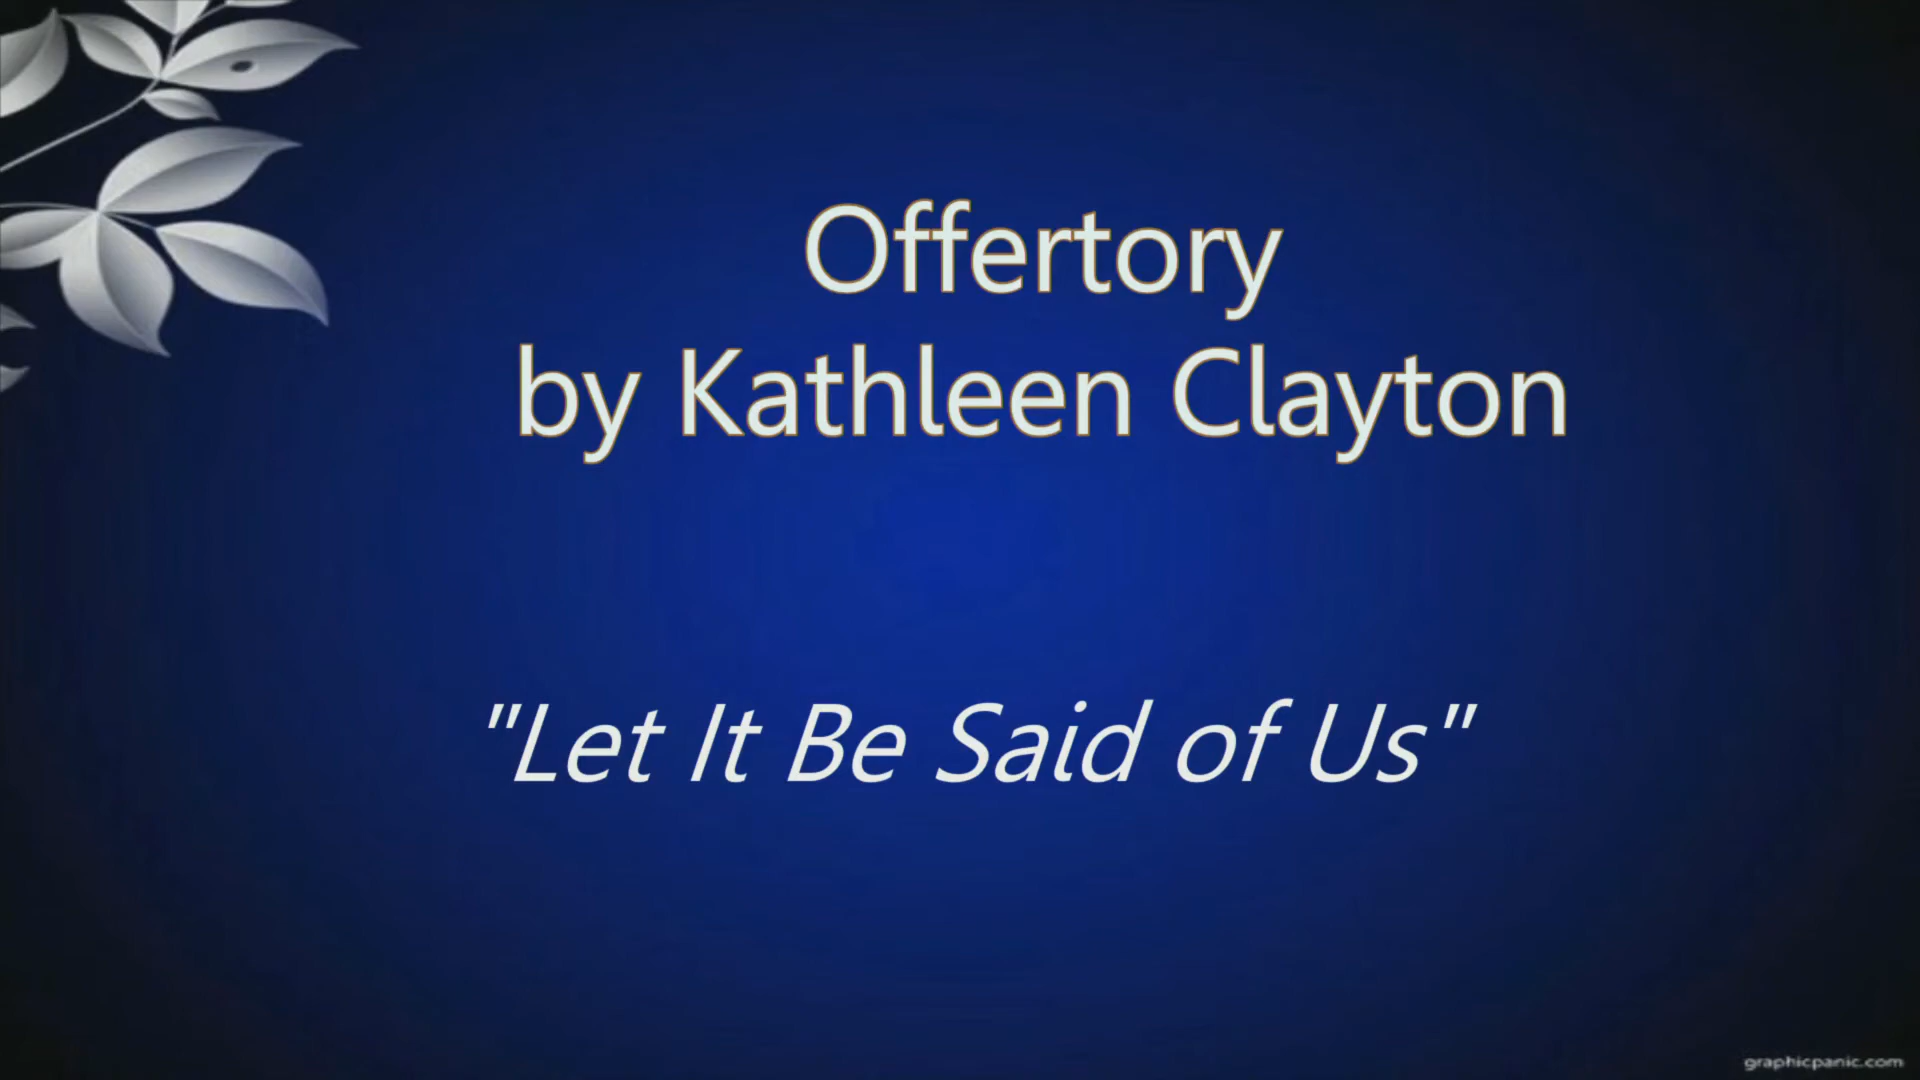 Offertory
by Kathleen Clayton
"Let It Be Said of Us"
graphicpanic.com